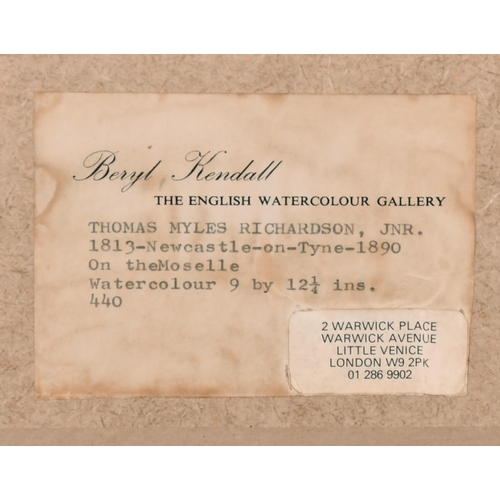 Beryl Kendall
THE ENGLISH WATERCOLOUR GALLERY
THOMAS MYLES RICHARDSON, JNR.
1813-Newcastle-on-Tyne-1890
On theMoselle
Watercolour 9 by 12¼ ins.
440
2 WARWICK PLACE
WARWICK AVENUE
LITTLE VENICE
LONDON W9 2PK
01 286 9902